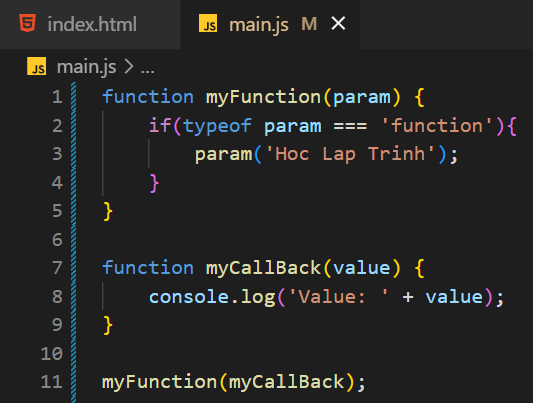 index.html
JS main.js M ×
JS main.js > ...
1 function myFunction(param) {
2 if(typeof param === 'function'){
3 param('Hoc Lap Trinh');
4 }
5 }
6
7 function myCallBack(value) {
8 console.log('Value: ' + value);
9 }
10
11 myFunction(myCallBack);